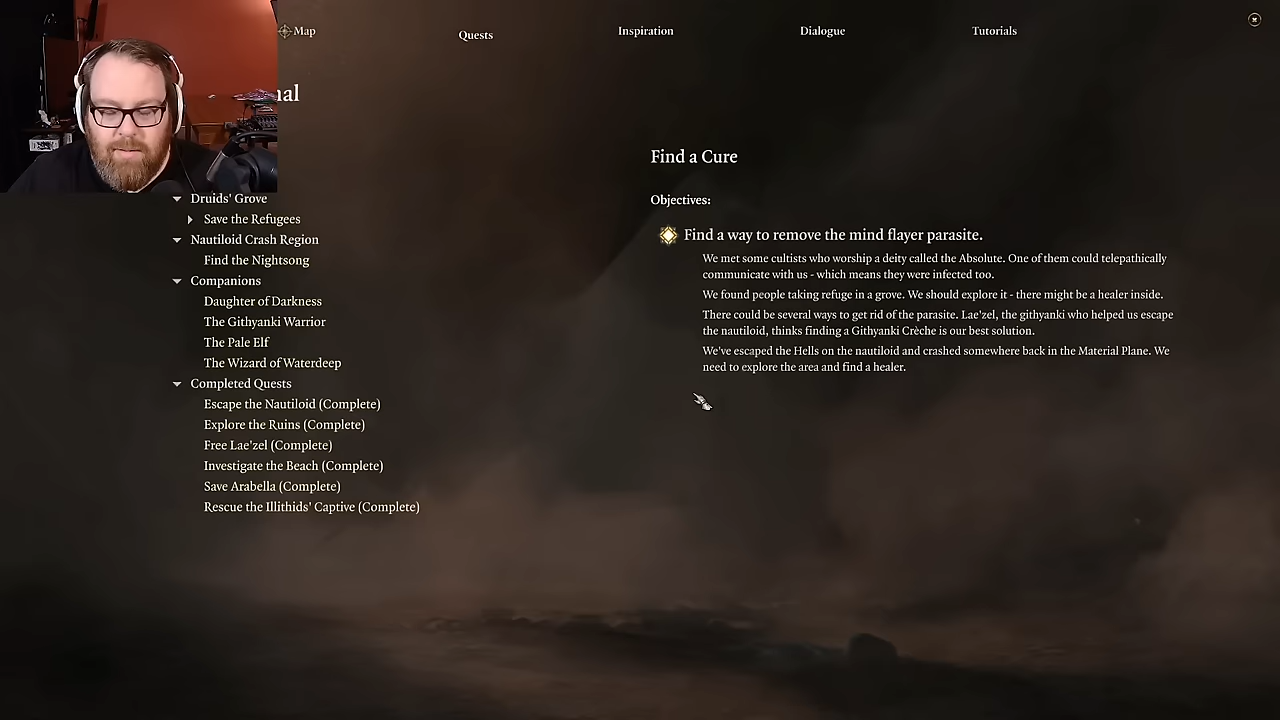 Map
Quests
Inspiration
Dialogue
Tutorials
nal
Druids' Grove
Save the Refugees
Nautiloid Crash Region
Find the Nightsong
Companions
Daughter of Darkness
The Githyanki Warrior
The Pale Elf
The Wizard of Waterdeep
Completed Quests
Escape the Nautiloid (Complete)
Explore the Ruins (Complete)
Free Lae'zel (Complete)
Investigate the Beach (Complete)
Save Arabella (Complete)
Rescue the Illithids' Captive (Complete)
Find a Cure
Objectives:
Find a way to remove the mind flayer parasite.
We met some cultists who worship a deity called the Absolute. One of them could telepathically
communicate with us - which means they were infected too.
We found people taking refuge in a grove. We should explore it - there might be a healer inside.
There could be several ways to get rid of the parasite. Lae'zel, the githyanki who helped us escape
the nautiloid, thinks finding a Githyanki Crèche is our best solution.
We've escaped the Hells on the nautiloid and crashed somewhere back in the Material Plane. We
need to explore the area and find a healer.